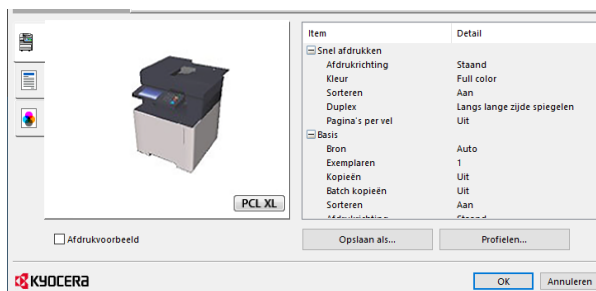 Item Detail
Snel afdrukken
Afdrukrichting Staand
Kleur Full color
Sorteren Aan
Duplex Langs lange zijde spiegelen
Pagina's per vel Uit
Basis
Bron Auto
Exemplaren 1
Kopieën Uit
Batch kopieën Uit
Sorteren Aan
Afdrukrichting Staand
PCL XL
Afdrukvoorbeeld
Opslaan als... Profielen...
KYOCERA
OK Annuleren